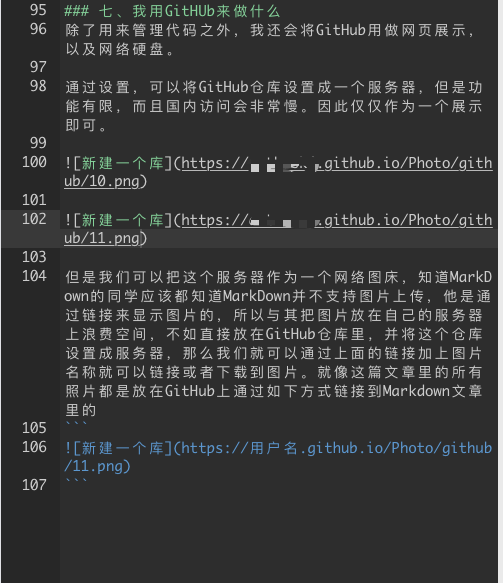 95 ### 七、我用GitHUb来做什么
96 除了用来管理代码之外，我还会将GitHub用做网页展示，
以及网络硬盘。
97
98 通过设置，可以将GitHub仓库设置成一个服务器，但是功
能有限，而且国内访问会非常慢。因此仅仅作为一个展示
即可。
99
100 ![新建一个库](https://.github.io/Photo/gith
ub/10.png)
101
102 ![新建一个库](https://.github.io/Photo/gith
ub/11.png)
103
104 但是我们可以把这个服务器作为一个网络图床，知道MarkD
own的同学应该都知道MarkDown并不支持图片上传，他是通
过链接来显示图片的，所以与其把图片放在自己的服务器
上浪费空间，不如直接放在GitHub仓库里，并将这个仓库
设置成服务器，那么我们就可以通过上面的链接加上图片
名称就可以链接或者下载到图片。就像这篇文章里的所有
照片都是放在GitHub上通过如下方式链接到Markdown文章
里的
105 ```
106 ![新建一个库](https://用户名.github.io/Photo/github
/11.png)
107 ```